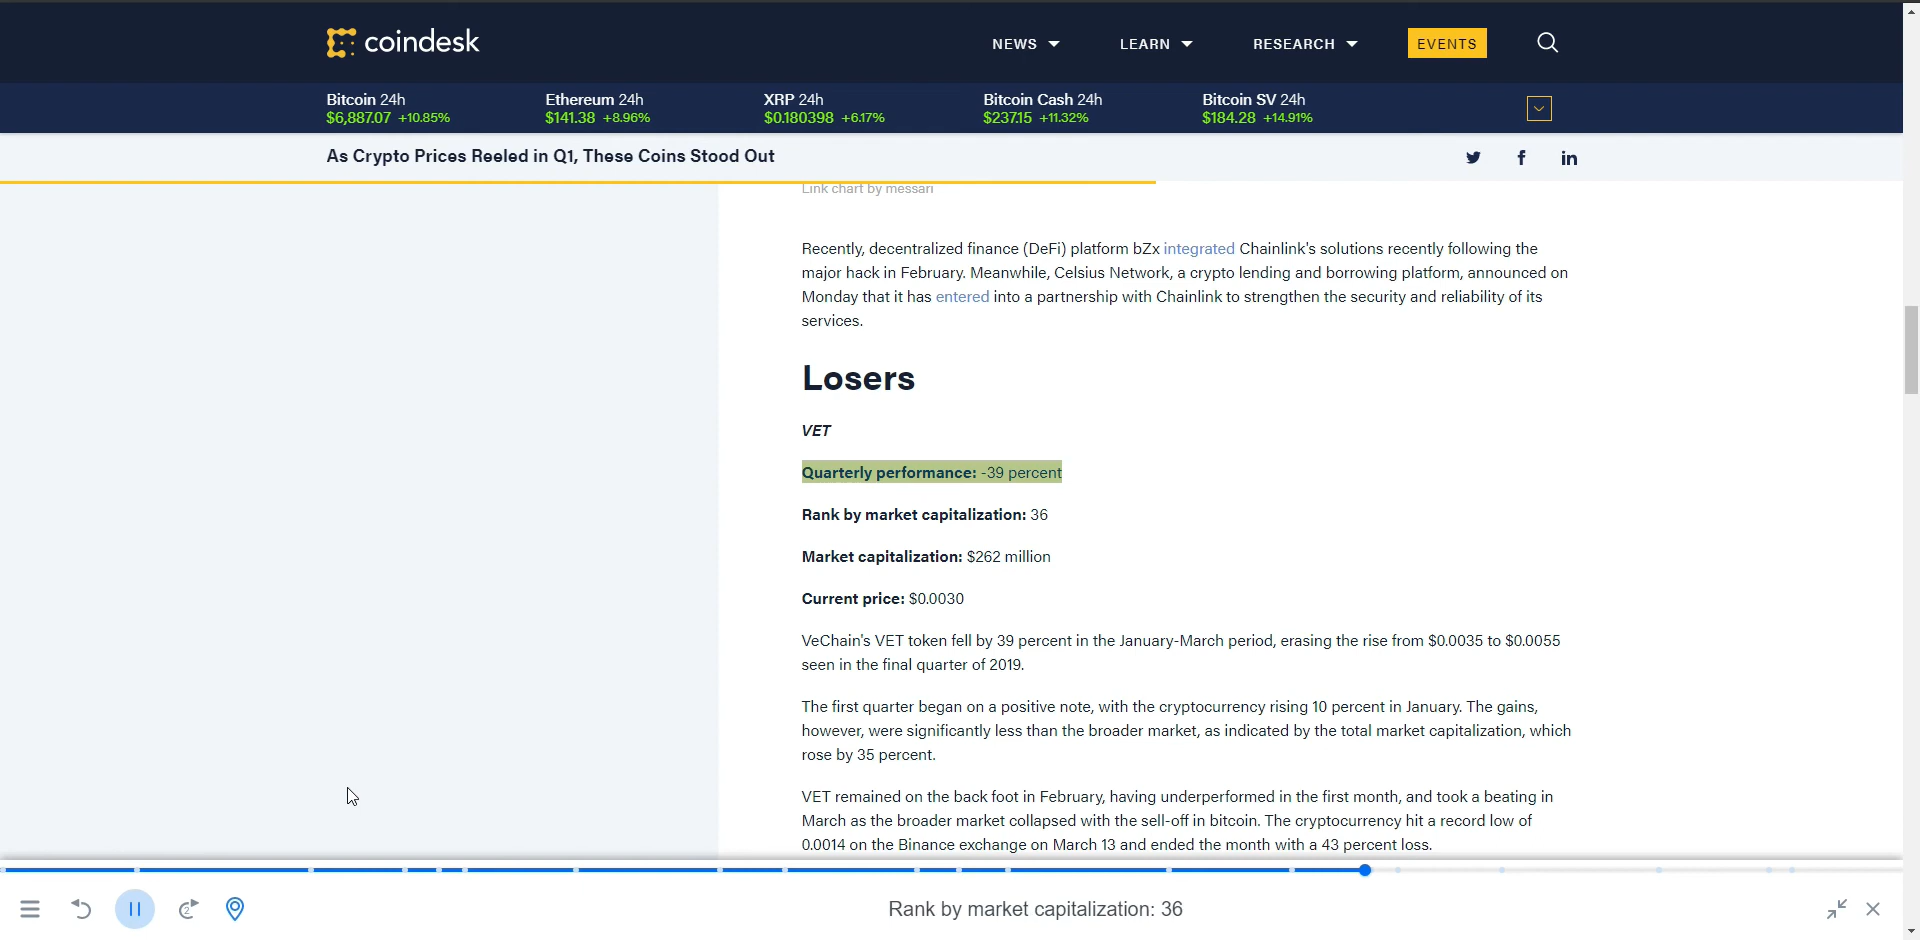 coindesk
NEWS
LEARN
RESEARCH
EVENTS
Bitcoin 24h
$6,887.07 +10.85%
Ethereum 24h
$141.38 +8.96%
XRP 24h
$0.180398 +6.17%
Bitcoin Cash 24h
$237.15 +11.32%
Bitcoin SV 24h
$184.28 +14.91%
As Crypto Prices Reeled in Q1, These Coins Stood Out
Link chart by messari
Recently, decentralized finance (DeFi) platform bZx integrated Chainlink's solutions recently following the
major hack in February. Meanwhile, Celsius Network, a crypto lending and borrowing platform, announced on
Monday that it has entered into a partnership with Chainlink to strengthen the security and reliability of its
services.
Losers
VET
Quarterly performance: -39 percent
Rank by market capitalization: 36
Market capitalization: $262 million
Current price: $0.0030
VeChain's VET token fell by 39 percent in the January-March period, erasing the rise from $0.0035 to $0.0055
seen in the final quarter of 2019.
The first quarter began on a positive note, with the cryptocurrency rising 10 percent in January. The gains,
however, were significantly less than the broader market, as indicated by the total market capitalization, which
rose by 35 percent.
VET remained on the back foot in February, having underperformed in the first month, and took a beating in
March as the broader market collapsed with the sell-off in bitcoin. The cryptocurrency hit a record low of
0.0014 on the Binance exchange on March 13 and ended the month with a 43 percent loss.
2
Rank by market capitalization: 36